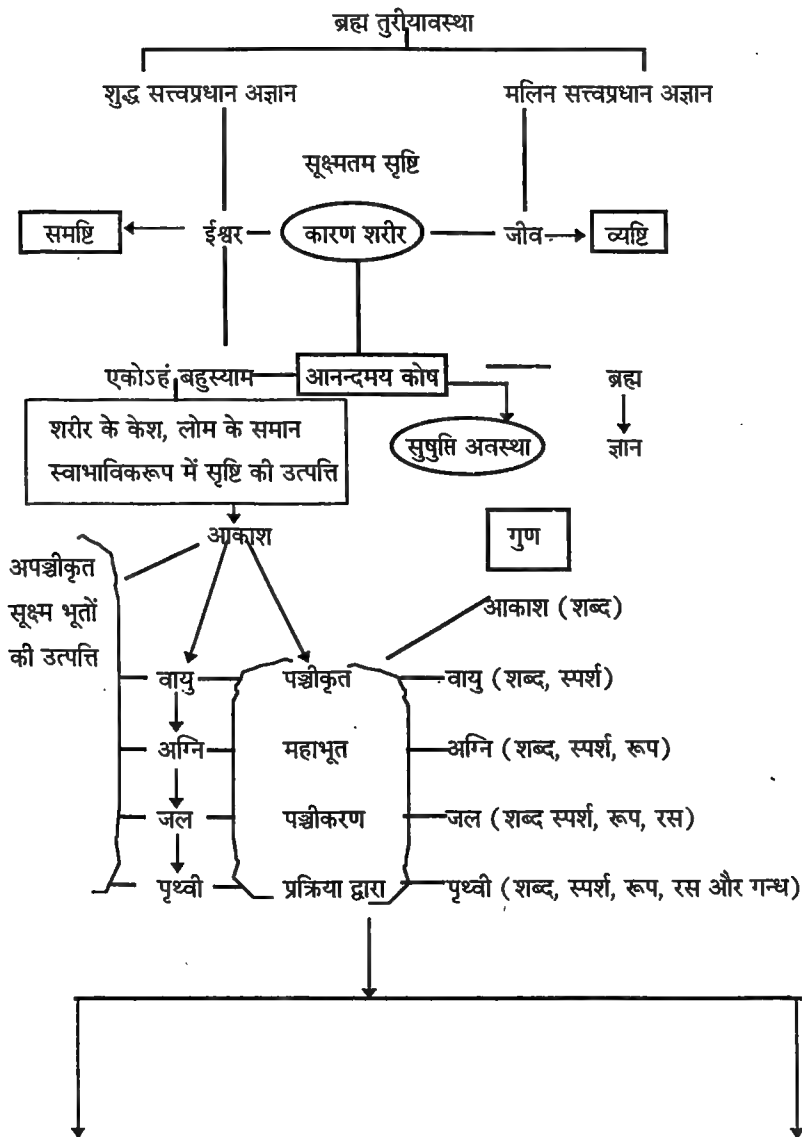 ब्रह्म तुरीयावस्था
शुद्ध सत्त्वप्रधान अज्ञान
मलिन सत्त्वप्रधान अज्ञान
सूक्ष्मतम सृष्टि
समष्टि
ईश्वर
कारण शरीर
जीव
व्यष्टि
एकोऽहं बहुस्याम
आनन्दमय कोष
ब्रह्म
शरीर के केश, लोम के समान
स्वाभाविकरूप में सृष्टि की उत्पत्ति
सुषुप्ति अवस्था
ज्ञान
आकाश
गुण
अपञ्चीकृत
सूक्ष्म भूतों
की उत्पत्ति
आकाश (शब्द)
वायु
पञ्चीकृत
वायु (शब्द, स्पर्श)
अग्नि
महाभूत
अग्नि (शब्द, स्पर्श, रूप)
जल
पञ्चीकरण
जल (शब्द स्पर्श, रूप, रस)
पृथ्वी
प्रक्रिया द्वारा
पृथ्वी (शब्द, स्पर्श, रूप, रस और गन्ध)